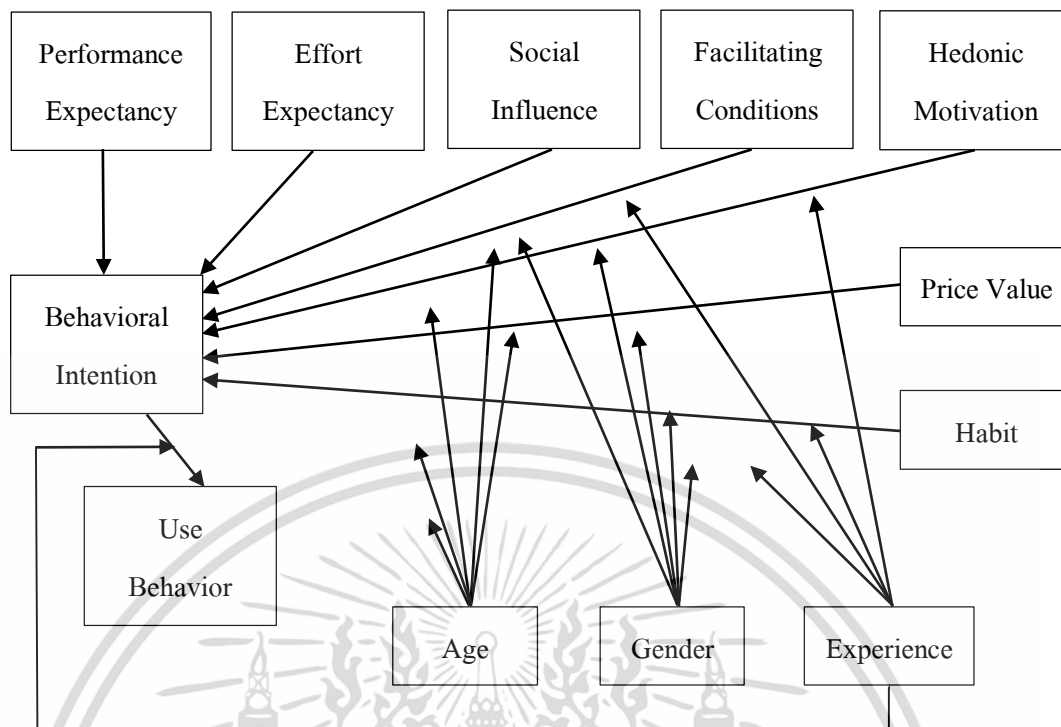 Performance
Expectancy
Effort
Expectancy
Social
Influence
Facilitating
Conditions
Hedonic
Motivation
Behavioral
Intention
Price Value
Habit
Use
Behavior
Age
Gender
Experience